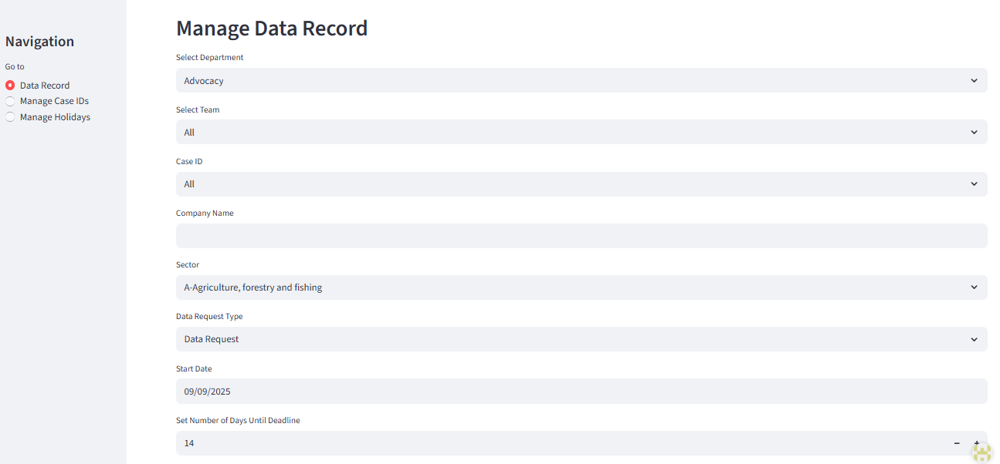 Navigation
Go to
Data Record
Manage Case IDs
Manage Holidays
Manage Data Record
Select Department
Advocacy
Select Team
All
Case ID
All
Company Name
Sector
A-Agriculture, forestry and fishing
Data Request Type
Data Request
Start Date
09/09/2025
Set Number of Days Until Deadline
14